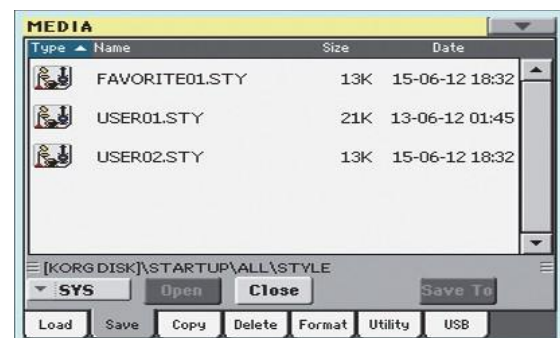 MEDIA
Type Name Size Date
FAVORITE01.STY 13K 15-06-12 18:32
USER01.STY 21K 13-06-12 01:45
USER02.STY 13K 15-06-12 18:32
[KORG DISK]\STARTUP\ALL\STYLE
SYS Open Close Save To
Load Save Copy Delete Format Utility USB